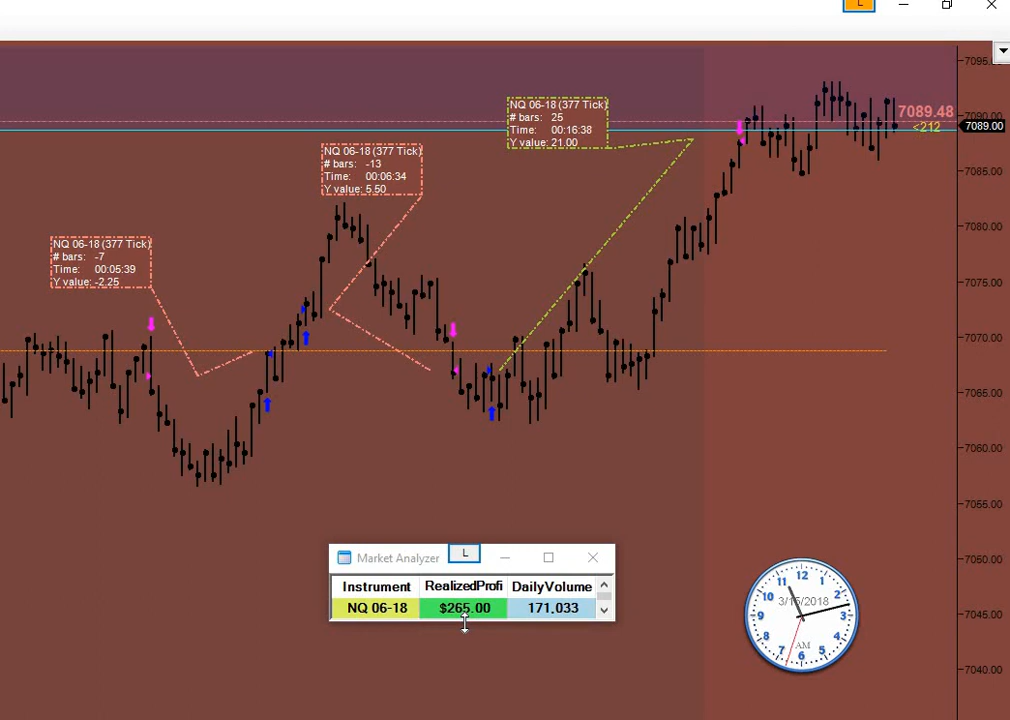 L
7095.00
NQ 06-18 (377 Tick)
# bars: 25
Time: 00:16:38
Y value: 21.00
7089.48
<212
7089.00
NQ 06-18 (377 Tick)
# bars: -13
Time: 00:06:34
Y value: 5.50
7085.00
7080.00
NQ 06-18 (377 Tick)
# bars: -7
Time: 00:05:39
Y value: -2.25
7075.00
7070.00
7065.00
7060.00
7055.00
7050.00
7045.00
7040.00
Market Analyzer
L
Instrument RealizedProfi DailyVolume
NQ 06-18 $265.00 171,033
12
1
2
3
4
5
6
7
8
9
10
11
3/15/2018
AM